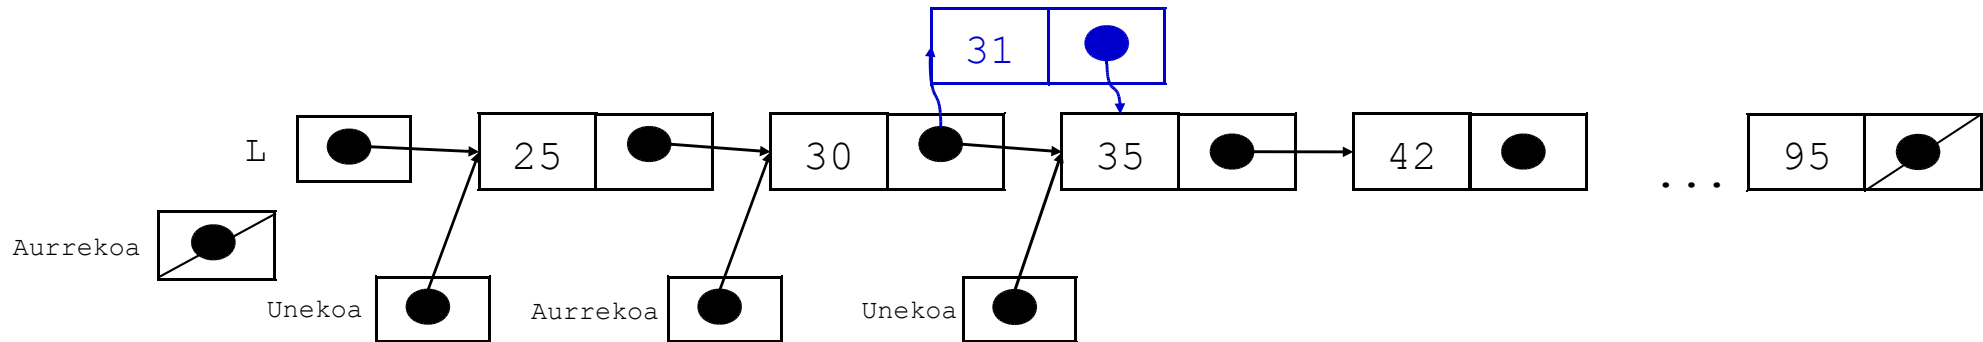 31
L 25 30 35 42 ... 95
Aurrekoa
Unekoa Aurrekoa Unekoa